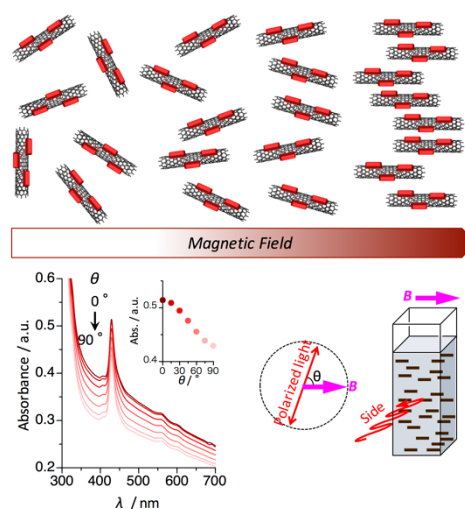 Magnetic Field
0.6
0.5
0.4
0.3
0.2
Absorbance / a.u.
θ
0 °
90 °
Abs. / a.u.
0.5
0.4
0 30 60 90
θ / °
300 400 500 600 700
λ / nm
Polarized light
θ
B
B
Side